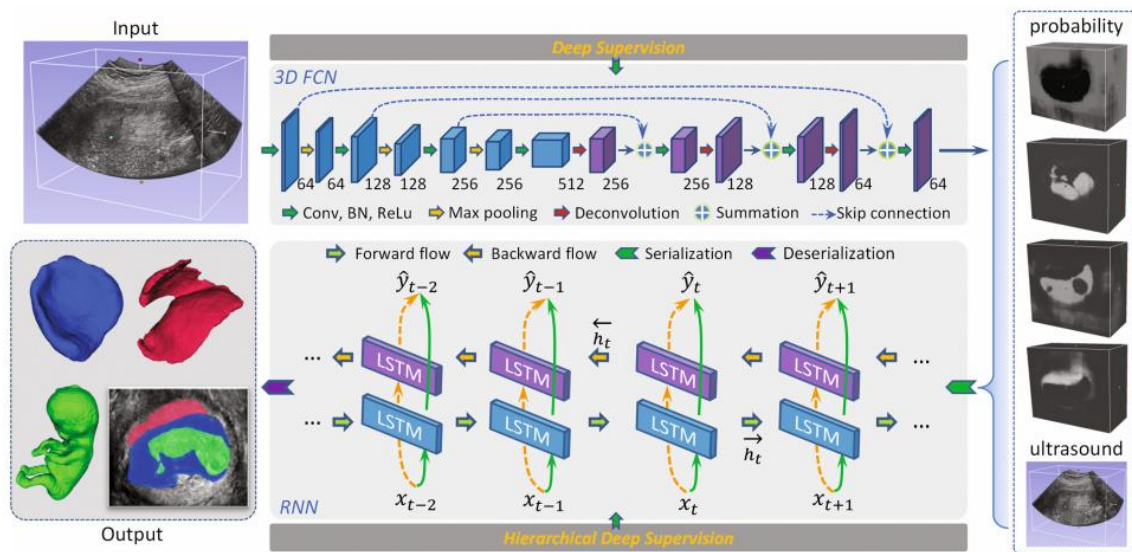 Input
Deep Supervision
3D FCN
64 64 128 128 256 256 512 256 256 128 128 64 64
Conv, BN, ReLu Max pooling Deconvolution Summation Skip connection
probability
ultrasound
Forward flow Backward flow Serialization Deserialization
ŷₜ₋₂ ŷₜ₋₁ ŷₜ ŷₜ₊₁
←hₜ
... LSTM LSTM LSTM LSTM ...
... LSTM LSTM LSTM LSTM ...
→hₜ
xₜ₋₂ xₜ₋₁ xₜ xₜ₊₁
RNN
Hierarchical Deep Supervision
Output